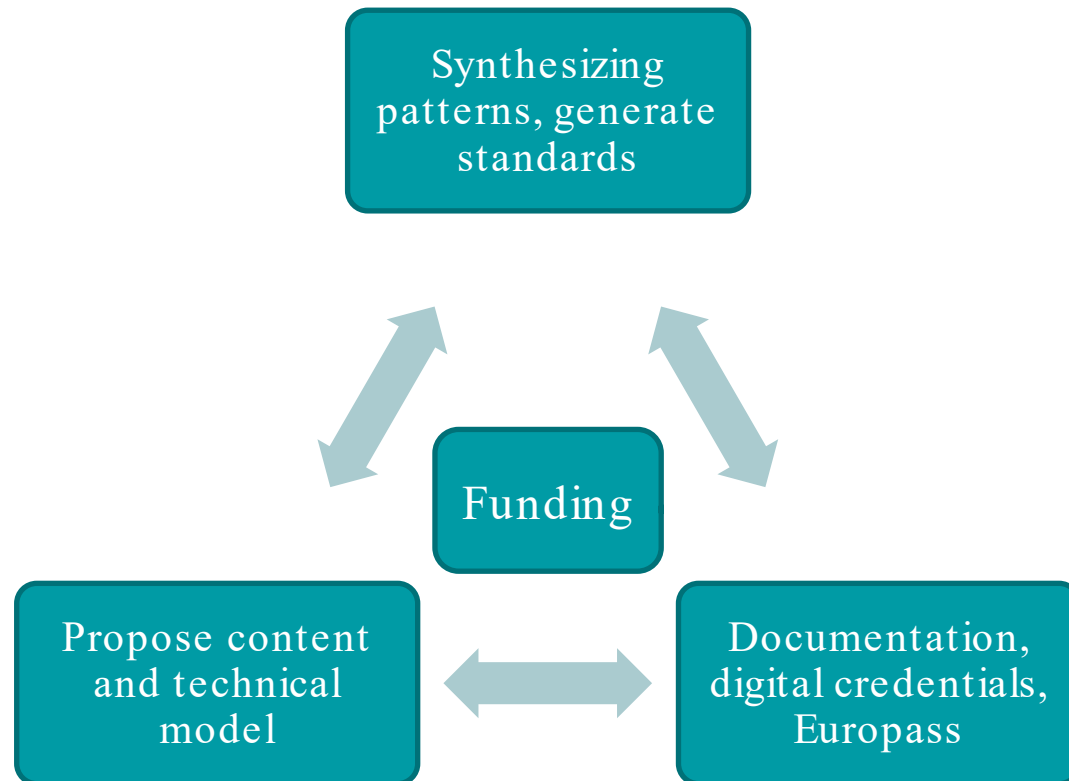 Synthesizing
patterns, generate
standards
Funding
Propose content
and technical
model
Documentation,
digital credentials,
Europass